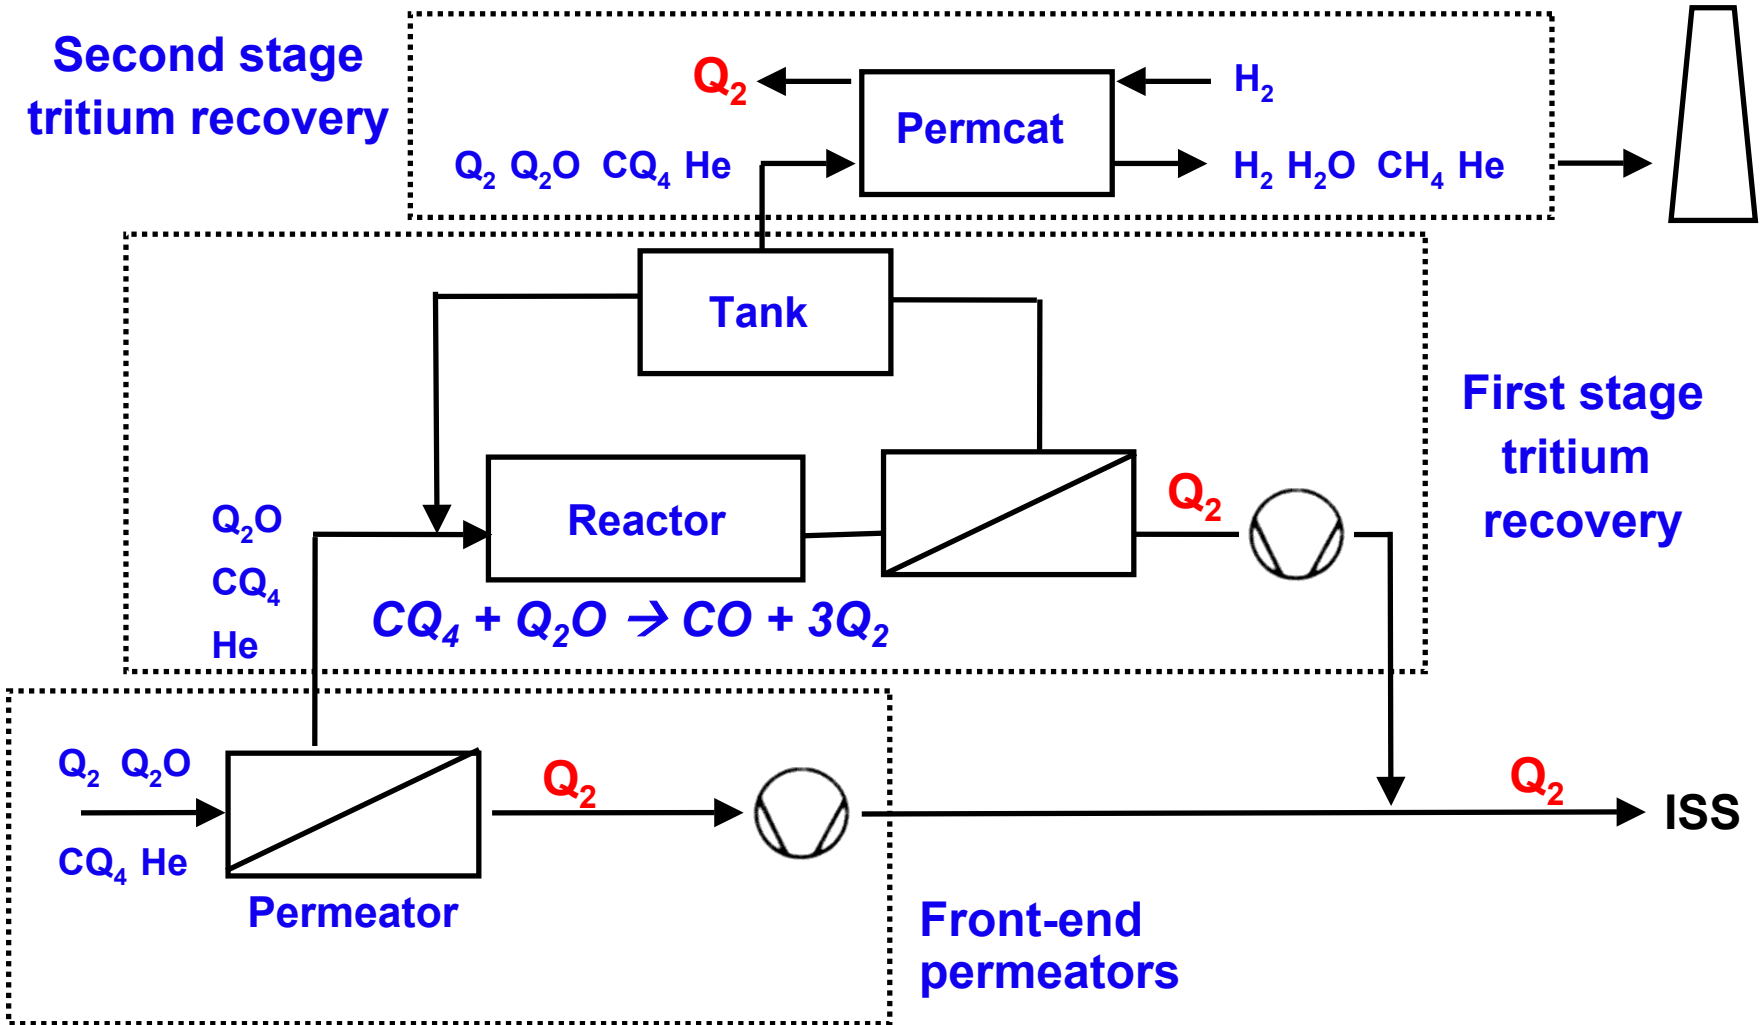 Second stage
tritium recovery
Q₂
H₂
Permcat
Q₂ Q₂O CQ₄ He
H₂ H₂O CH₄ He
Tank
First stage
tritium
recovery
Q₂O
CQ₄
He
Reactor
Q₂
CQ₄ + Q₂O → CO + 3Q₂
Q₂ Q₂O
CQ₄ He
Permeator
Q₂
Q₂
ISS
Front-end
permeators